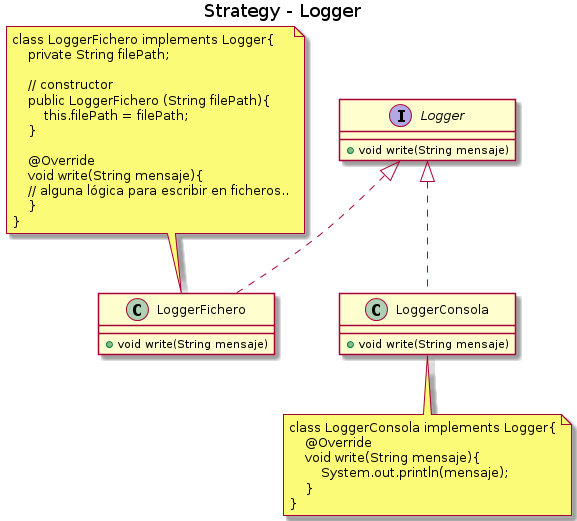 Strategy - Logger
class LoggerFichero implements Logger{
    private String filePath;
    // constructor
    public LoggerFichero (String filePath){
        this.filePath = filePath;
    }
    @Override
    void write(String mensaje){
    // alguna lógica para escribir en ficheros..
    }
}
I Logger
void write(String mensaje)
C LoggerFichero
void write(String mensaje)
C LoggerConsola
void write(String mensaje)
class LoggerConsola implements Logger{
    @Override
    void write(String mensaje){
        System.out.println(mensaje);
    }
}